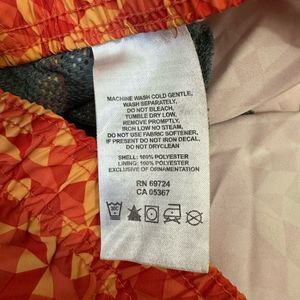 MACHINE WASH COLD GENTLE,
WASH SEPARATELY,
DO NOT BLEACH,
TUMBLE DRY LOW,
REMOVE PROMPTLY,
IRON LOW NO STEAM,
DO NOT USE FABRIC SOFTENER,
IF PRESENT DO NOT IRON DECAL,
DO NOT DRYCLEAN
SHELL: 100% POLYESTER
LINING: 100% POLYESTER
EXCLUSIVE OF ORNAMENTATION
RN 69724
CA 05367